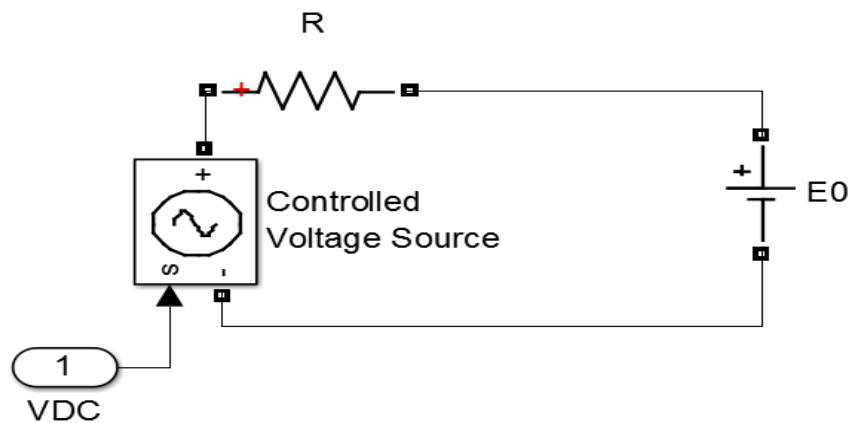 R
+
+
Controlled
Voltage Source
s
-
+
E0
1
VDC